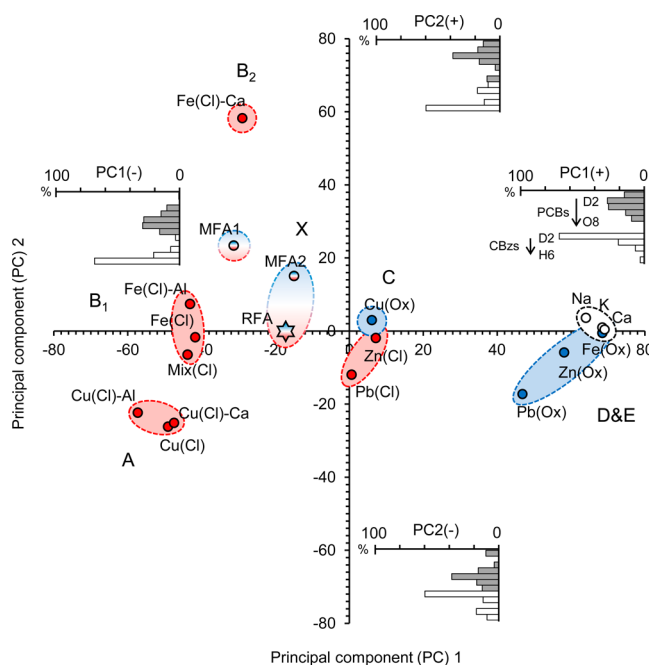 80
100 PC2(+) 0
%
B2
Fe(Cl)-Ca
60
40
100 PC1(-) 0
%
100 PC1(+) 0
%
PCBs D2
O8
CBzs D2
H6
MFA1
X
20
MFA2
Fe(Cl)-Al
B1
Fe(Cl)
RFA
C
Cu(Ox)
Na K
Ca
0
-80 -60 -40 -20 0 20 40 60 80
Mix(Cl)
Zn(Cl)
Fe(Ox)
Zn(Ox)
Pb(Cl)
Pb(Ox)
Cu(Cl)-Al
Cu(Cl)-Ca
-20
D&E
A
Cu(Cl)
-40
-60
100 PC2(-) 0
%
-80
Principal component (PC) 2
Principal component (PC) 1